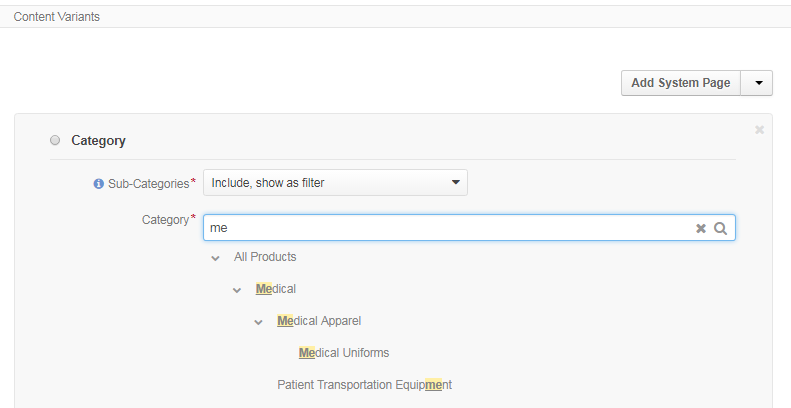 Content Variants
Add System Page
Category
Sub-Categories* Include, show as filter
Category* me
All Products
Medical
Medical Apparel
Medical Uniforms
Patient Transportation Equipment